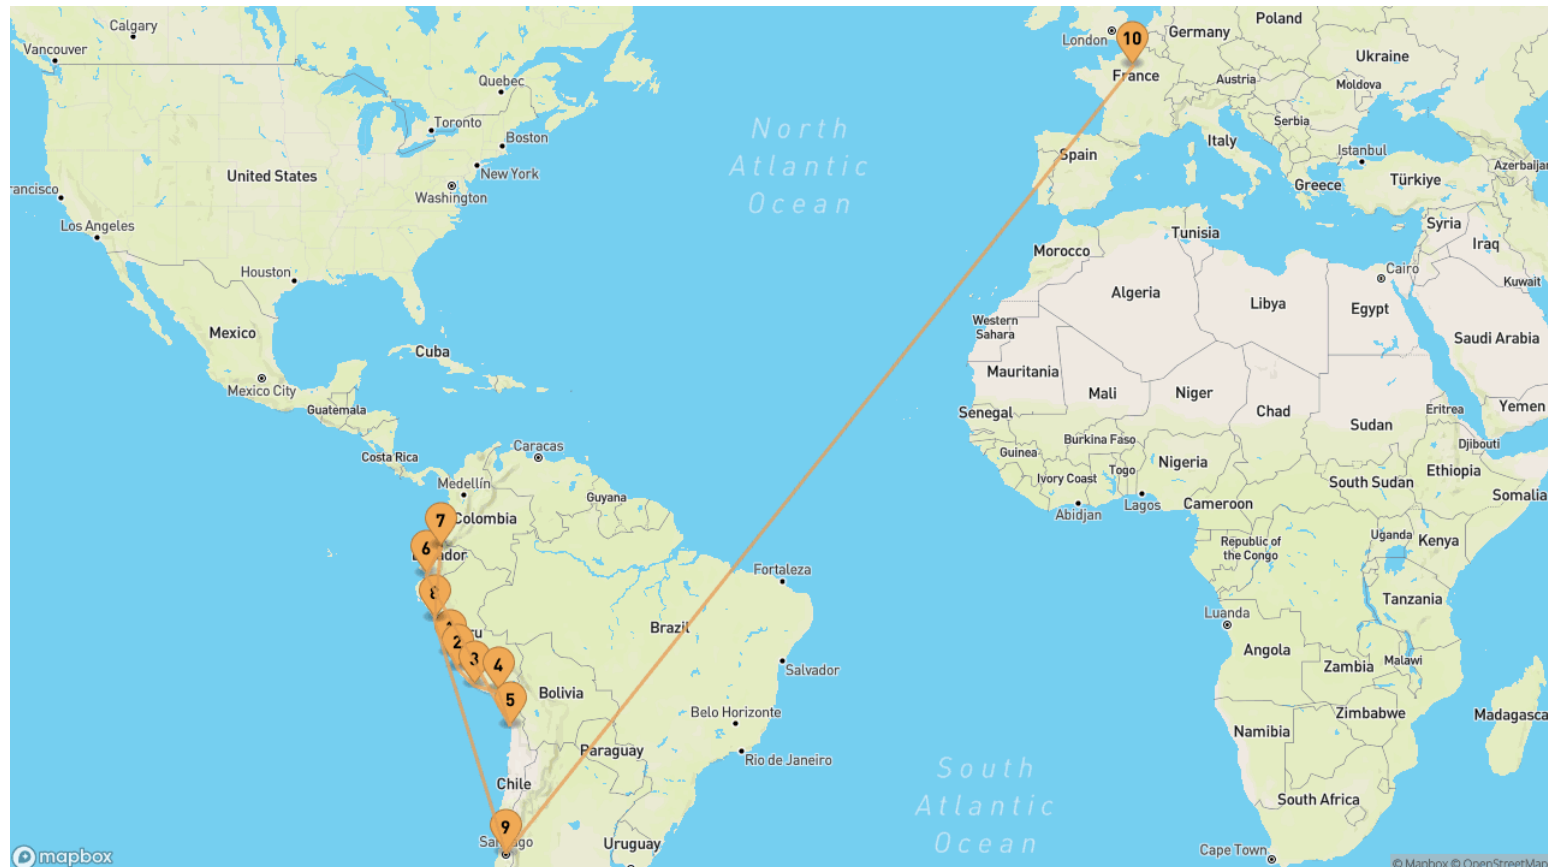 Calgary
Vancouver
Quebec
Toronto
Boston
New York
United States
Washington
rancisco
Los Angeles
Houston
Mexico
Mexico City
Cuba
Guatemala
Costa Rica
Caracas
Medellín
Guyana
Colombia
7
6
8
2
3
4
5
9
Fortaleza
Brazil
Salvador
Bolivia
Belo Horizonte
Rio de Janeiro
Paraguay
Chile
Uruguay
North
Atlantic
Ocean
South
Atlantic
Ocean
London
10
Germany
Poland
France
Ukraine
Austria
Moldova
Serbia
Italy
Spain
Istanbul
Greece
Türkiye
Azerbaijan
Syria
Iraq
Tunisia
Morocco
Cairo
Kuwait
Algeria
Libya
Egypt
Western
Sahara
Saudi Arabia
Mauritania
Mali
Niger
Chad
Sudan
Eritrea
Yemen
Senegal
Burkina Faso
Djibouti
Guinea
Nigeria
Ethiopia
Ivory Coast
Togo
South Sudan
Somalia
Abidjan
Lagos
Cameroon
Republic of
the Congo
Uganda
Kenya
Tanzania
Luanda
Angola
Zambia
Malawi
Zimbabwe
Namibia
Madagasca
South Africa
Cape Town
mapbox
© Mapbox © OpenStreetMap